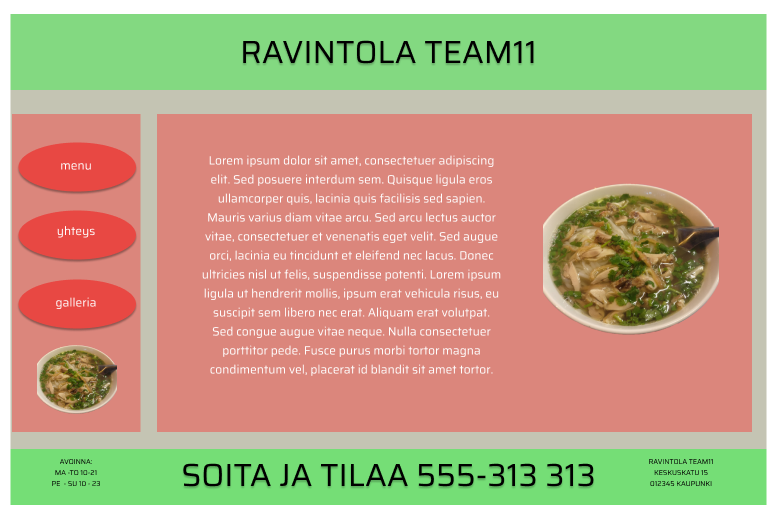 RAVINTOLA TEAM11
menu
yhteys
galleria
Lorem ipsum dolor sit amet, consectetuer adipiscing
elit. Sed posuere interdum sem. Quisque ligula eros
ullamcorper quis, lacinia quis facilisis sed sapien.
Mauris varius diam vitae arcu. Sed arcu lectus auctor
vitae, consectetuer et venenatis eget velit. Sed augue
orci, lacinia eu tincidunt et eleifend nec lacus. Donec
ultricies nisl ut felis, suspendisse potenti. Lorem ipsum
ligula ut hendrerit mollis, ipsum erat vehicula risus, eu
suscipit sem libero nec erat. Aliquam erat volutpat.
Sed congue augue vitae neque. Nulla consectetuer
porttitor pede. Fusce purus morbi tortor magna
condimentum vel, placerat id blandit sit amet tortor.
AVOINNA:
MA -TO 10-21
PE - SU 10 - 23
SOITA JA TILAA 555-313 313
RAVINTOLA TEAM11
KESKUSKATU 15
012345 KAUPUNKI